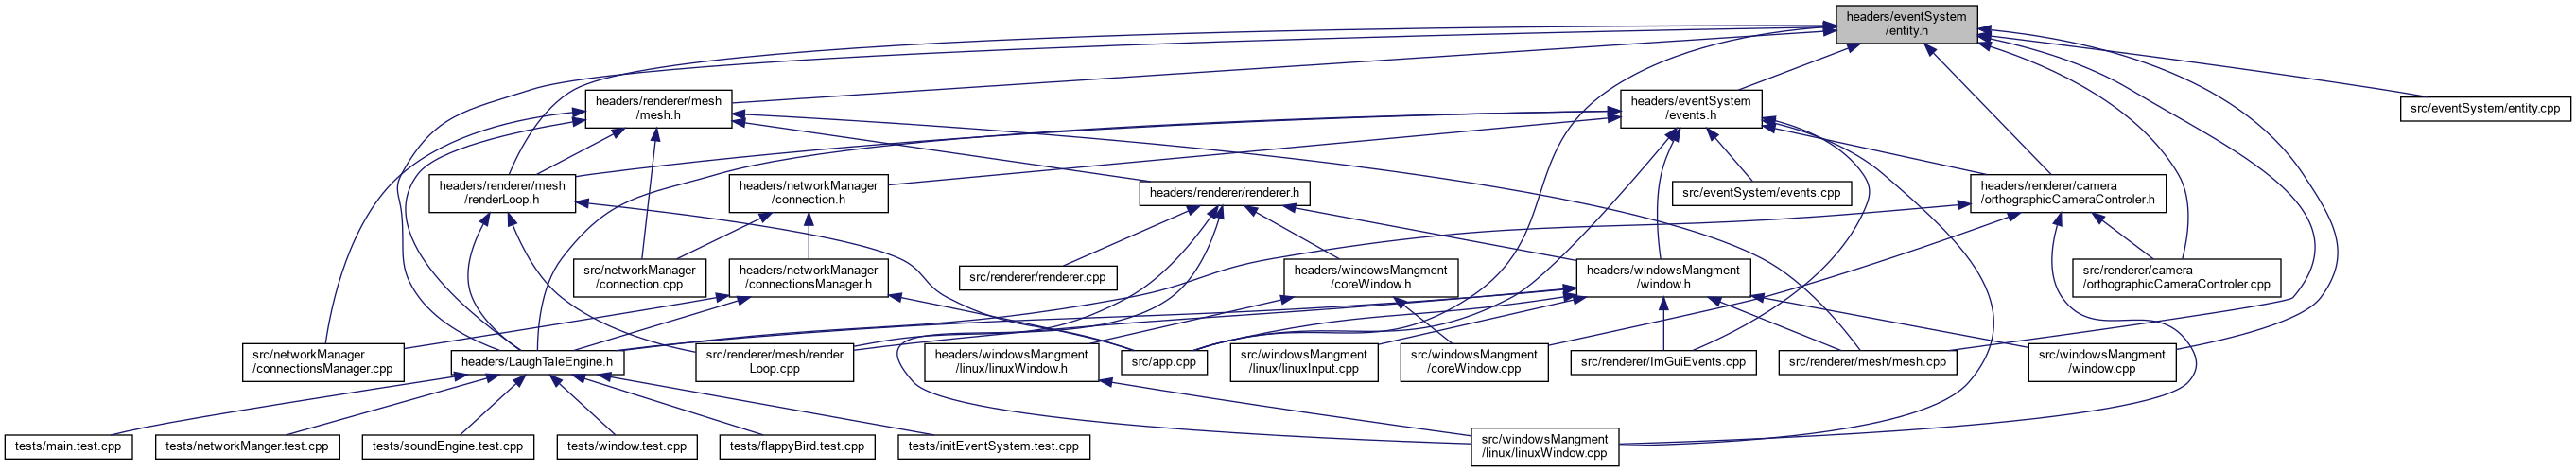 headers/eventSystem
/entity.h
headers/renderer/mesh
/mesh.h
headers/eventSystem
/events.h
src/eventSystem/entity.cpp
headers/renderer/mesh
/renderLoop.h
headers/networkManager
/connection.h
headers/renderer/renderer.h
src/eventSystem/events.cpp
headers/renderer/camera
/orthographicCameraControler.h
src/networkManager
/connection.cpp
headers/networkManager
/connectionsManager.h
src/renderer/renderer.cpp
headers/windowsMangment
/coreWindow.h
headers/windowsMangment
/window.h
src/renderer/camera
/orthographicCameraControler.cpp
src/networkManager
/connectionsManager.cpp
headers/LaughTaleEngine.h
src/renderer/mesh/render
Loop.cpp
headers/windowsMangment
/linux/linuxWindow.h
src/app.cpp
src/windowsMangment
/linux/linuxInput.cpp
src/windowsMangment
/coreWindow.cpp
src/renderer/ImGuiEvents.cpp
src/renderer/mesh/mesh.cpp
src/windowsMangment
/window.cpp
tests/main.test.cpp
tests/networkManger.test.cpp
tests/soundEngine.test.cpp
tests/window.test.cpp
tests/flappyBird.test.cpp
tests/initEventSystem.test.cpp
src/windowsMangment
/linux/linuxWindow.cpp